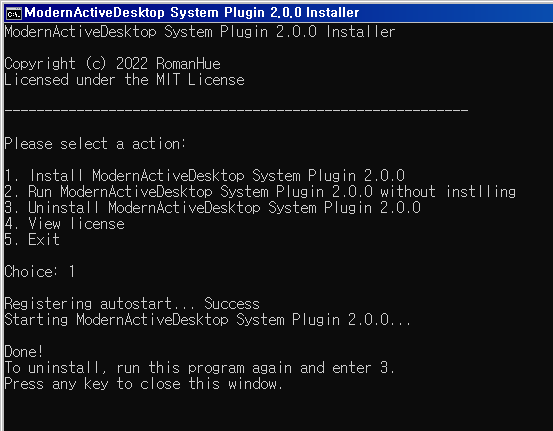 ModernActiveDesktop System Plugin 2.0.0 Installer
ModernActiveDesktop System Plugin 2.0.0 Installer
Copyright (c) 2022 RomanHue
Licensed under the MIT License
----------------------------------------------------------
Please select a action:
1. Install ModernActiveDesktop System Plugin 2.0.0
2. Run ModernActiveDesktop System Plugin 2.0.0 without instlling
3. Uninstall ModernActiveDesktop System Plugin 2.0.0
4. View license
5. Exit
Choice: 1
Registering autostart... Success
Starting ModernActiveDesktop System Plugin 2.0.0...
Done!
To uninstall, run this program again and enter 3.
Press any key to close this window.